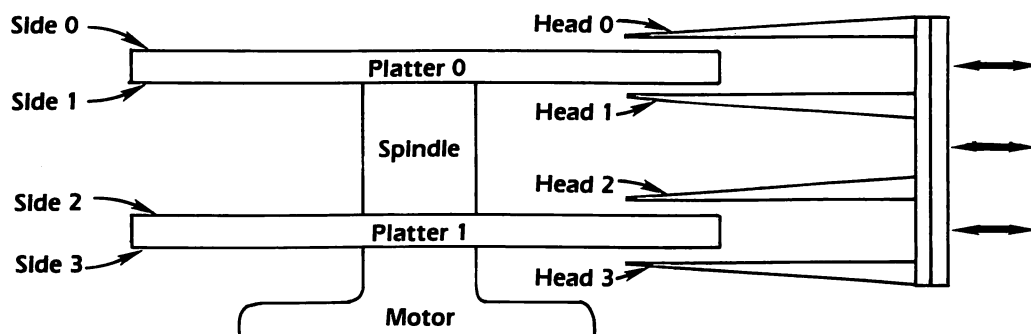 Side 0
Head 0
Platter 0
Side 1
Head 1
Spindle
Side 2
Head 2
Platter 1
Side 3
Head 3
Motor